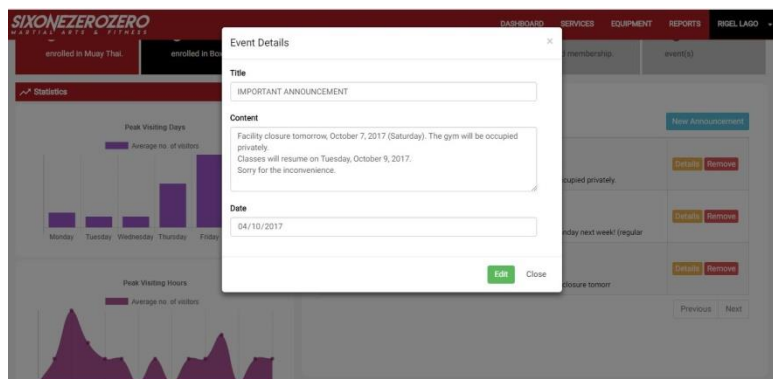 SIXONEZEROZERO
MARTIAL ARTS & FITNESS
DASHBOARD SERVICES EQUIPMENT REPORTS RIGEL LAGO
enrolled in Muay Thai.
enrolled in Box
membership.
event(s)
Statistics
Peak Visiting Days
Average no. of visitors
Monday Tuesday Wednesday Thursday Friday
Peak Visiting Hours
Average no. of visitors
Event Details
×
Title
IMPORTANT ANNOUNCEMENT
Content
Facility closure tomorrow, October 7, 2017 (Saturday). The gym will be occupied
privately.
Classes will resume on Tuesday, October 9, 2017.
Sorry for the inconvenience.
Date
04/10/2017
Edit Close
New Announcement
cupied privately.
Details Remove
nday next week! (regular
Details Remove
closure tomorr
Details Remove
Previous Next